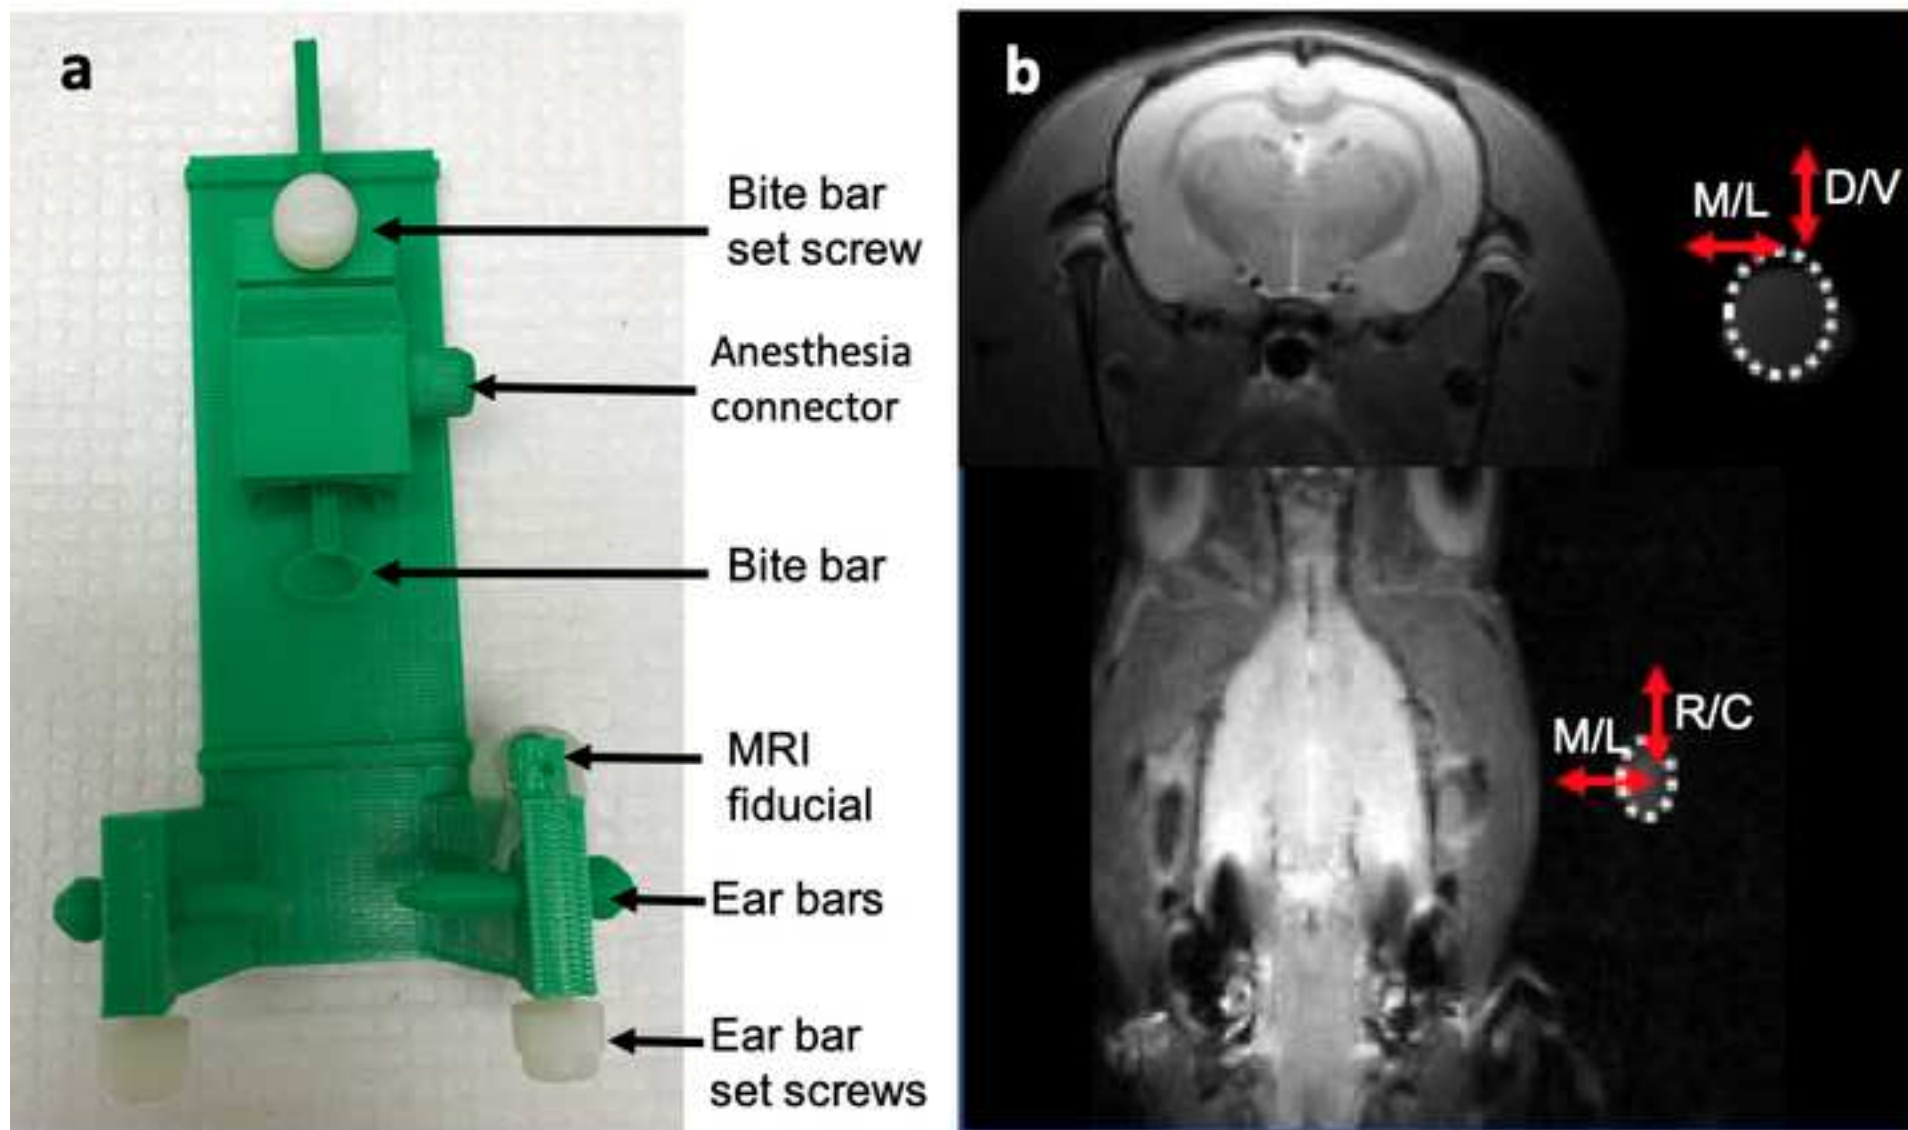 a
Bite bar
set screw
Anesthesia
connector
Bite bar
MRI
fiducial
Ear bars
Ear bar
set screws
b
M/L
D/V
M/L
R/C